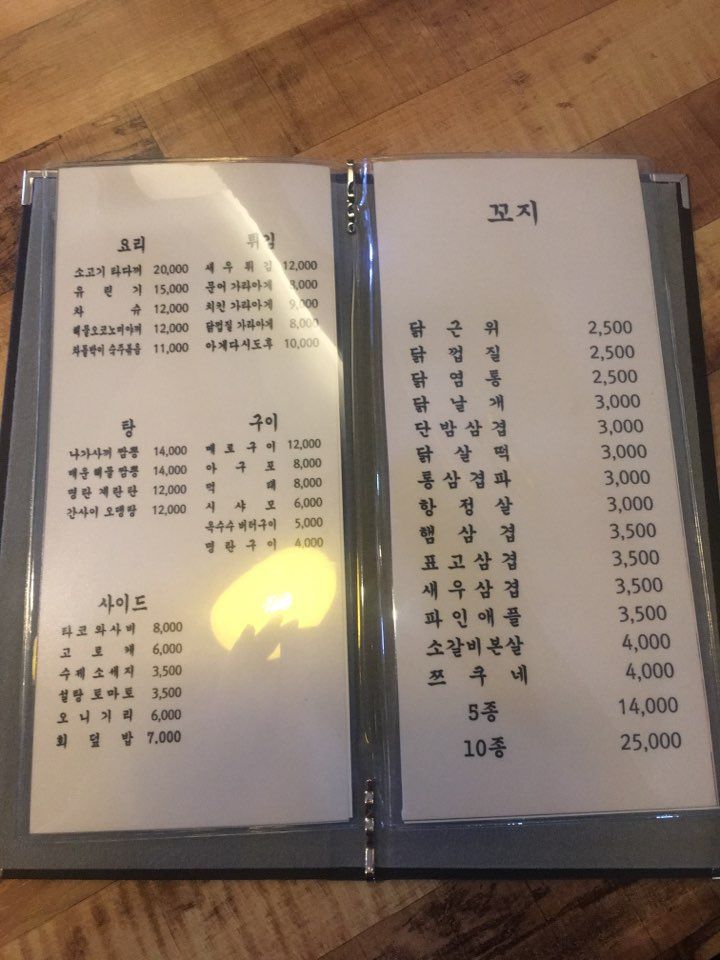 요리
소고기 타다끼 20,000
유린기 15,000
차슈 12,000
해물오코노미야끼 12,000
차돌박이 숙주볶음 11,000
튀김
새우튀김 12,000
문어 가라아게 8,000
치킨 가라아게 9,000
닭껍질 가라아게 8,000
아게다시도후 10,000
탕
나가사끼 짬뽕 14,000
매운해물 짬뽕 14,000
명란 계란탕 12,000
간사이 오뎅탕 12,000
구이
메로구이 12,000
아구포 8,000
먹태 8,000
시샤모 6,000
옥수수버터구이 5,000
명란구이 4,000
사이드
타코와사비 8,000
고로케 6,000
수제소세지 3,500
설탕토마토 3,500
오니기리 6,000
회덮밥 7,000
꼬지
닭근위 2,500
닭껍질 2,500
닭염통 2,500
닭날개 3,000
단밤삼겹 3,000
닭살떡 3,000
통삼겹파 3,000
항정살 3,000
햄삼겹 3,500
표고삼겹 3,500
새우삼겹 3,500
파인애플 3,500
소갈비본살 4,000
쯔쿠네 4,000
5종 14,000
10종 25,000